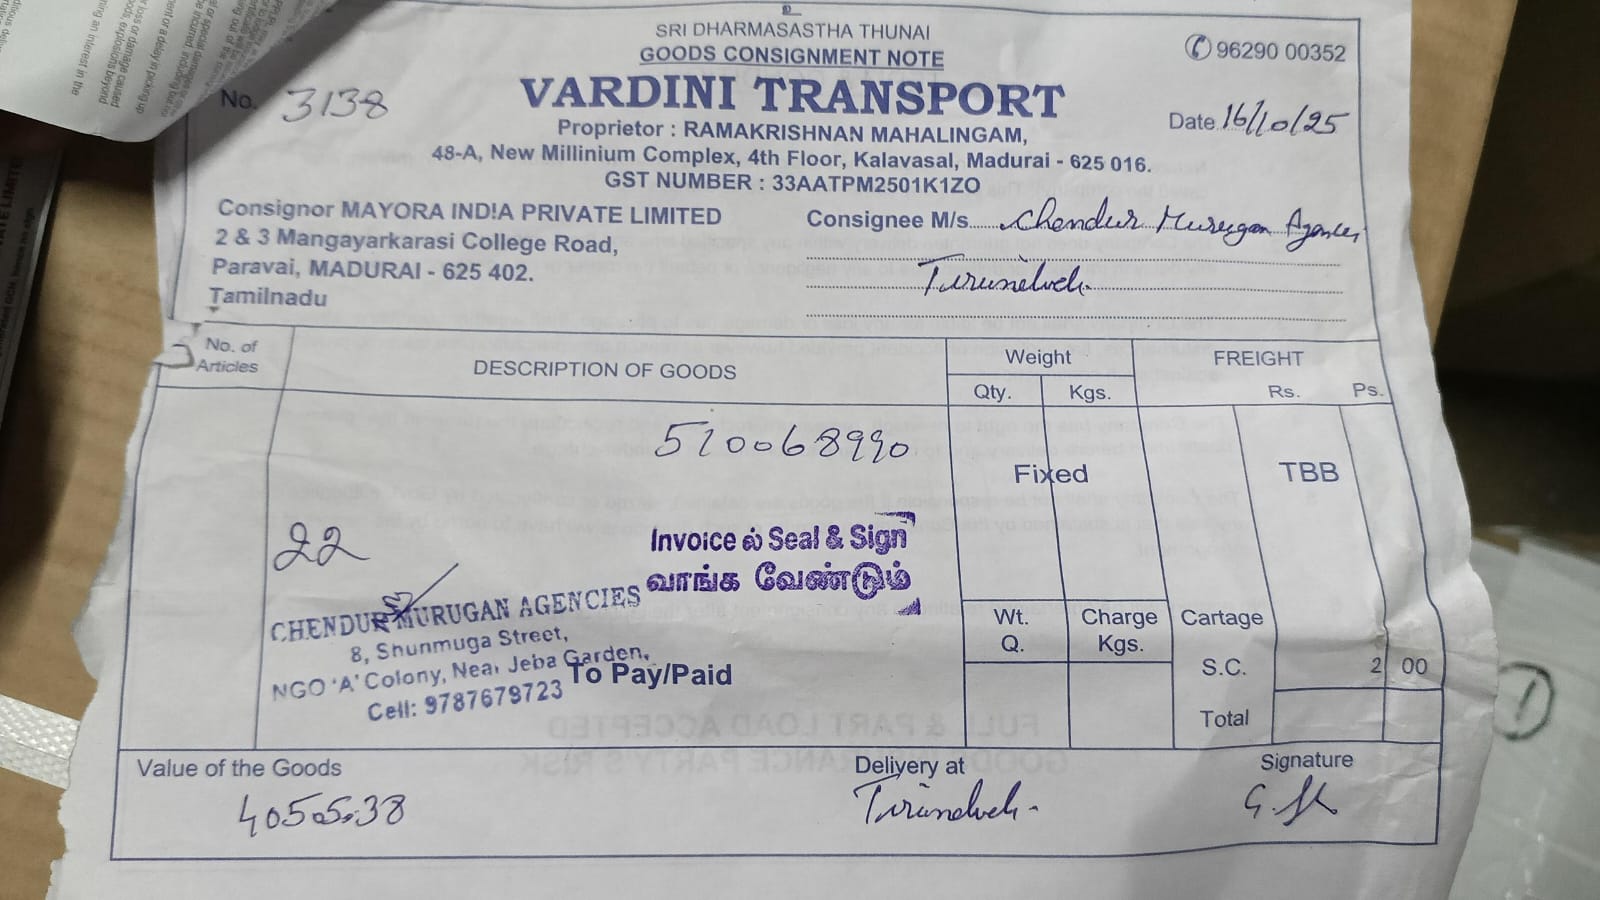 உ
SRI DHARMASASTHA THUNAI
GOODS CONSIGNMENT NOTE
✆ 96290 00352
VARDINI TRANSPORT
No. 3138
Date 16/10/25
Proprietor : RAMAKRISHNAN MAHALINGAM,
48-A, New Millinium Complex, 4th Floor, Kalavasal, Madurai - 625 016.
GST NUMBER : 33AATPM2501K1ZO
Consignor MAYORA IND!A PRIVATE LIMITED
2 & 3 Mangayarkarasi College Road,
Paravai, MADURAI - 625 402.
Tamilnadu
Consignee M/s. Chendur Murugan Agencies
Tirunelveli
No. of Articles
DESCRIPTION OF GOODS
Weight
Qty.
Kgs.
FREIGHT
Rs.
Ps.
510068990
Fixed
TBB
22
Invoice ல் Seal & Sign
வாங்க வேண்டும்
CHENDUR MURUGAN AGENCIES
8, Shunmuga Street,
NGO 'A' Colony, Near Jeba Garden,
Cell: 9787679723
To Pay/Paid
Wt. Q.
Charge Kgs.
Cartage
S.C.
2 00
Total
Value of the Goods
40555.38
Delivery at
Tirunelveli
Signature